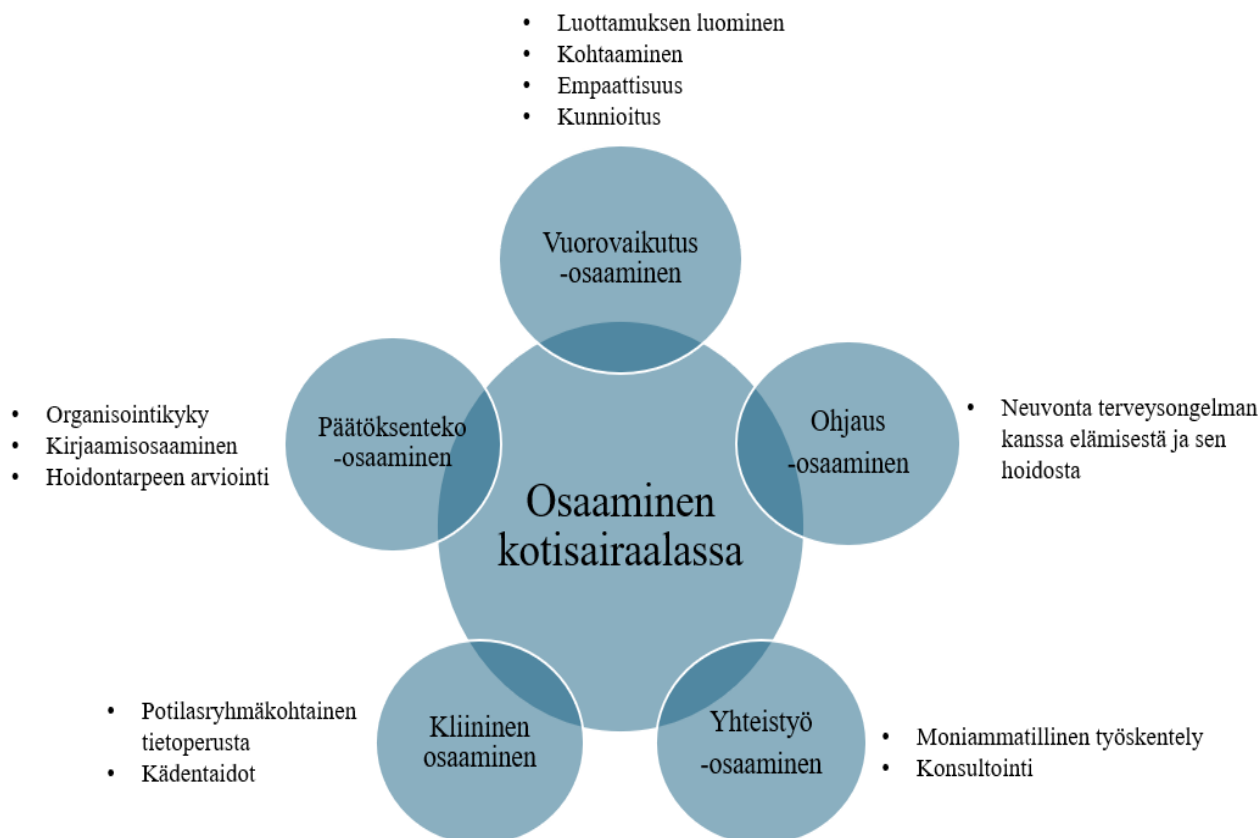 • Luottamuksen luominen
• Kohtaaminen
• Empaattisuus
• Kunnioitus
Vuorovaikutus
-osaaminen
• Organisointikyky
• Kirjaamisosaaminen
• Hoidontarpeen arviointi
Päätöksenteko
-osaaminen
Ohjaus
-osaaminen
• Neuvonta terveysongelman
kanssa elämisestä ja sen
hoidosta
Osaaminen
kotisairaalassa
• Potilasryhmäkohtainen
tietoperusta
• Kädentaidot
Kliininen
osaaminen
Yhteistyö
-osaaminen
• Moniammatillinen työskentely
• Konsultointi